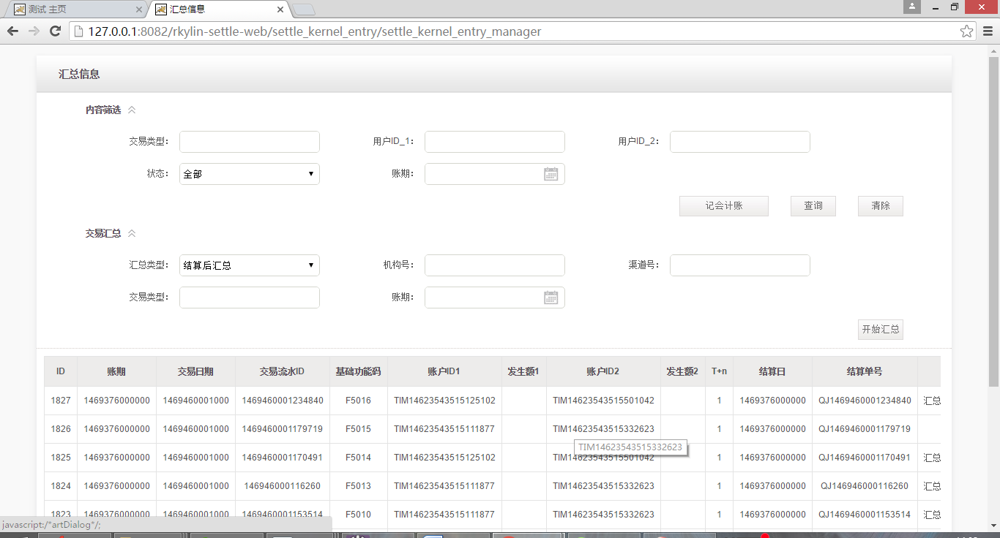 测试 主页
汇总信息
127.0.0.1:8082/rkylin-settle-web/settle_kernel_entry/settle_kernel_entry_manager
汇总信息
内容筛选
交易类型： 用户ID_1： 用户ID_2：
状态： 全部 账期：
记会计账 查询 清除
交易汇总
汇总类型： 结算后汇总 机构号： 渠道号：
交易类型： 账期：
开始汇总
ID 账期 交易日期 交易流水ID 基础功能码 账户ID1 发生额1 账户ID2 发生额2 T+n 结算日 结算单号
1827 1469376000000 1469460001000 1469460001234840 F5016 TIM14623543515125102 TIM14623543515501042 1 1469376000000 QJ1469460001234840 汇总
1826 1469376000000 1469460001000 1469460001179719 F5015 TIM14623543515111877 TIM14623543515332623 1 1469376000000 QJ1469460001179719
TIM14623543515332623
1825 1469376000000 1469460001000 1469460001170491 F5014 TIM14623543515125102 TIM14623543515501042 1 1469376000000 QJ1469460001170491 汇总
1824 1469376000000 1469460001000 146946000116260 F5013 TIM14623543515111877 TIM14623543515332623 1 1469376000000 QJ146946000116260 汇总
1823 1469376000000 1469460001000 1469460001153514 F5010 TIM14623543515111877 TIM14623543515332623 1 1469376000000 QJ1469460001153514 汇总
javascript:/*artDialog*/;